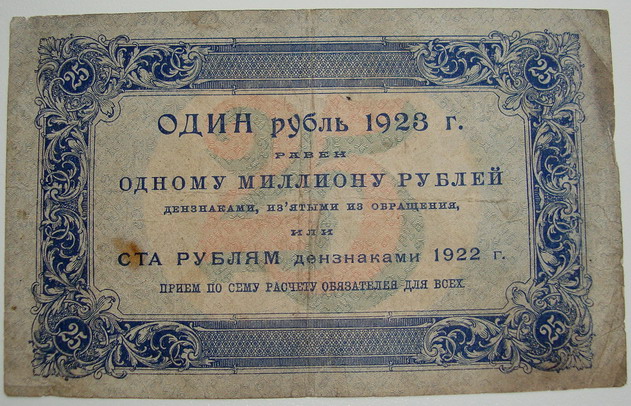 25 25
ОДИН рубль 1923 г.
РАВЕН
ОДНОМУ МИЛЛИОНУ РУБЛЕЙ
ДЕНЗНАКАМИ, ИЗ'ЯТЫМИ ИЗ ОБРАЩЕНИЯ,
ИЛИ
СТА РУБЛЯМ дензнаками 1922 г.
ПРИЕМ ПО СЕМУ РАСЧЕТУ ОБЯЗАТЕЛЕН ДЛЯ ВСЕХ.
25 25
25